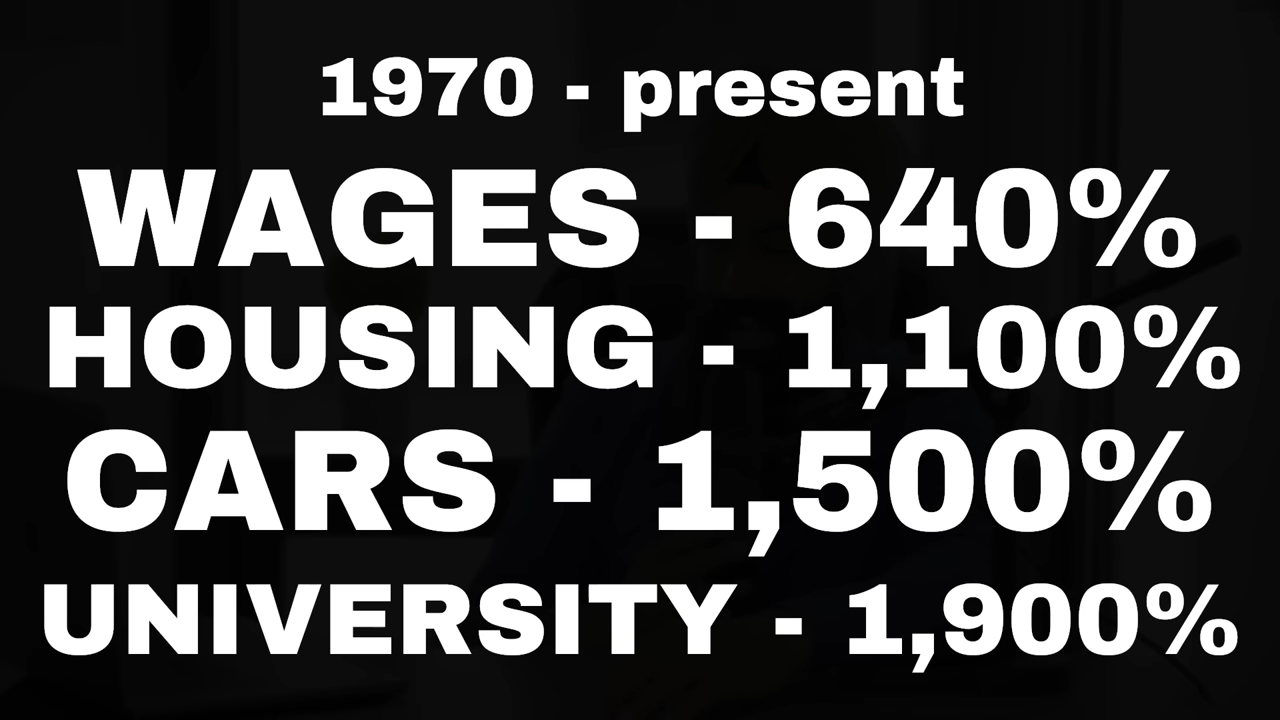 1970 - present
WAGES - 640%
HOUSING - 1,100%
CARS - 1,500%
UNIVERSITY - 1,900%